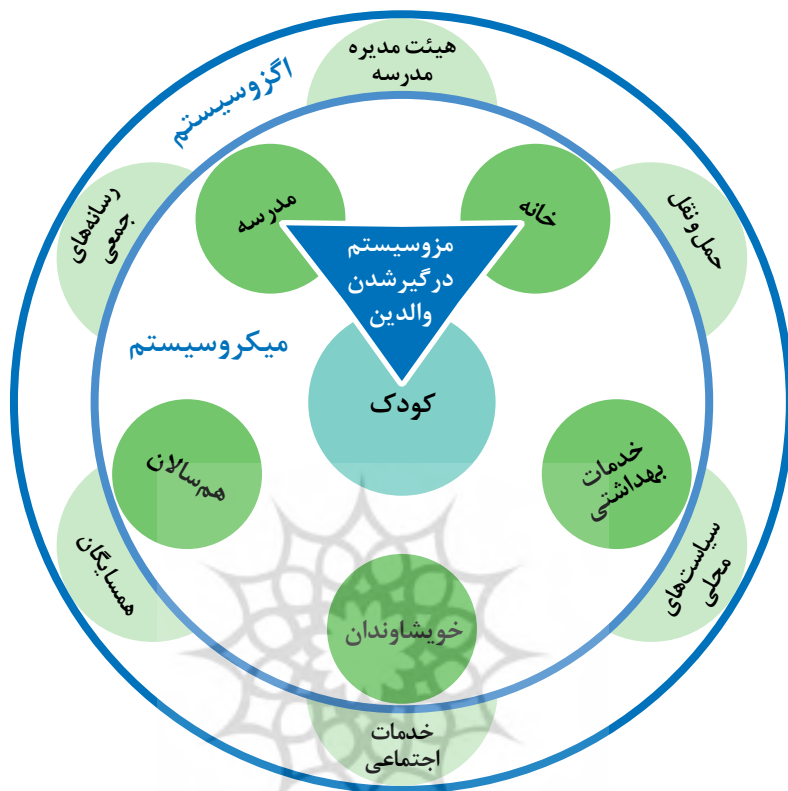 هیئت مدیره
مدرسه
اگزوسیستم
رسانه‌های
جمعی
حمل و نقل
مدرسه
خانه
مزوسیستم
درگیرشدن
والدین
میکروسیستم
کودک
هم‌سالان
خدمات
بهداشتی
همسایگان
سیاست‌های
محلی
خویشاوندان
خدمات
اجتماعی